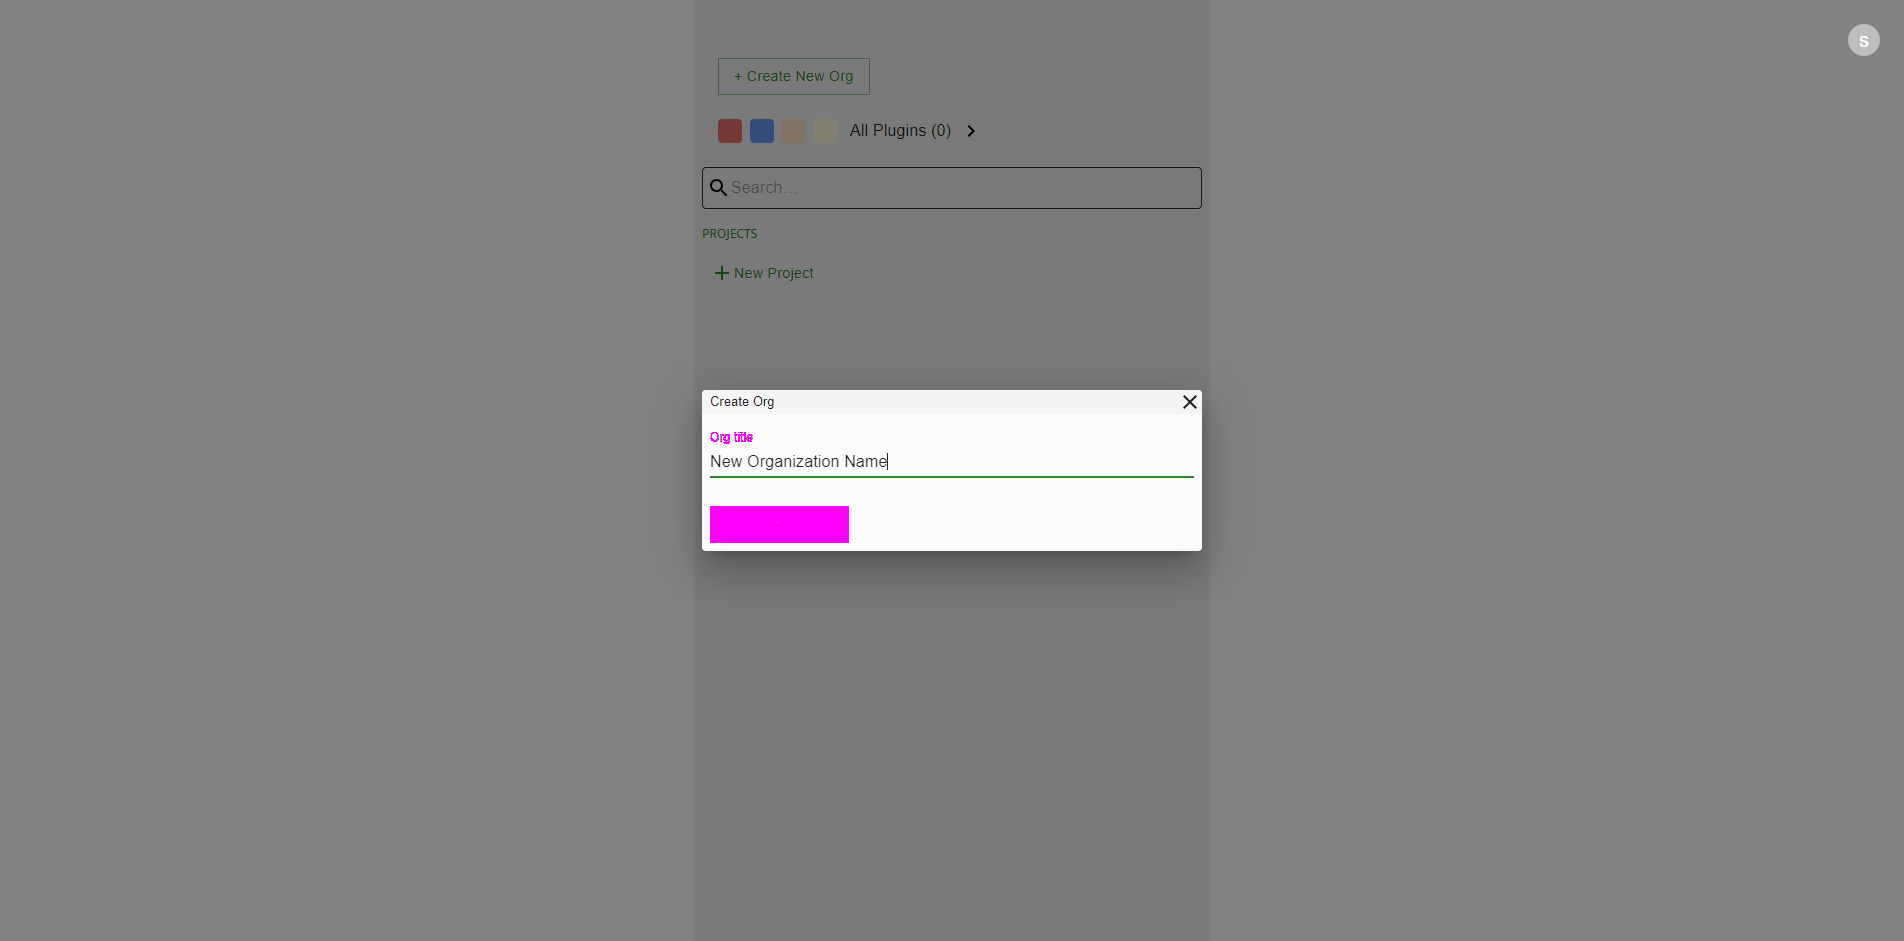 S
+ Create New Org
All Plugins (0)
Search...
PROJECTS
New Project
Create Org
Org title
New Organization Name